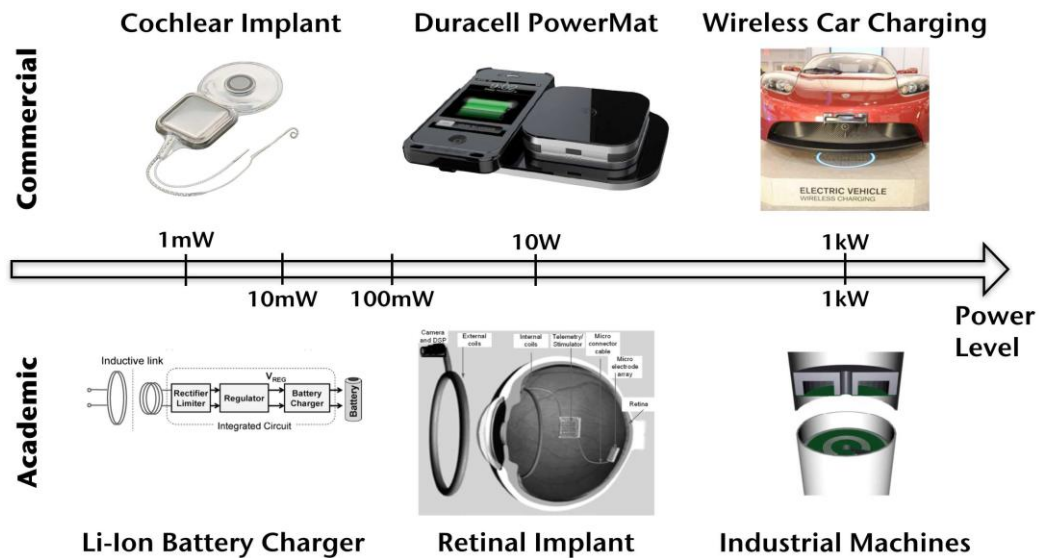 Cochlear Implant
Duracell PowerMat
Wireless Car Charging
Commercial
ELECTRIC VEHICLE
WIRELESS CHARGING
1mW
10W
1kW
10mW
100mW
1kW
Power
Level
Academic
Inductive link
Rectifier
Limiter
Regulator
VREG
Battery
Charger
Battery
Integrated Circuit
Camera
and DSP
External
coils
Internal
coils
Telemetry/
Stimulator
Micro
connector
cable
Micro
electrode
array
Retina
Li-Ion Battery Charger
Retinal Implant
Industrial Machines